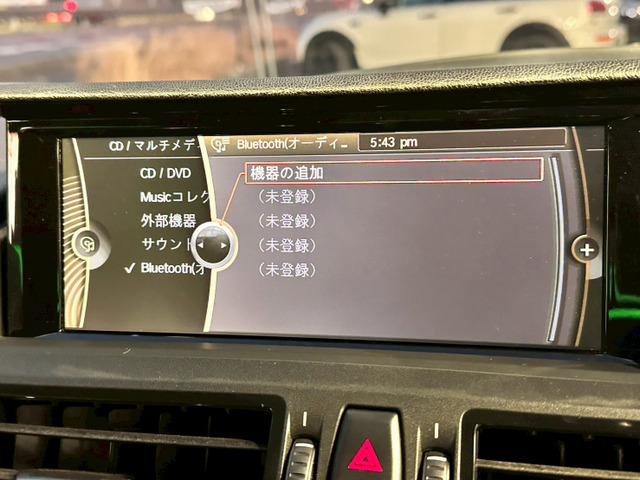 CD / マルチメデ
Bluetooth(オーディ...
5:43 pm
CD / DVD
Musicコレク
外部機器
サウンド
✓ Bluetooth(オ
機器の追加
(未登録)
(未登録)
(未登録)
(未登録)